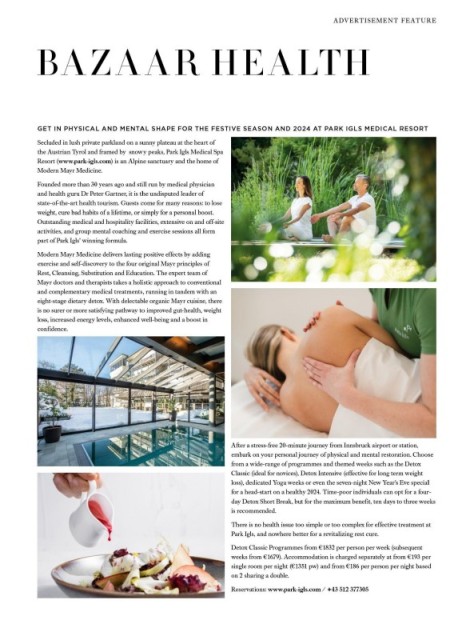 ADVERTISEMENT FEATURE
BAZAAR HEALTH
GET IN PHYSICAL AND MENTAL SHAPE FOR THE FESTIVE SEASON AND 2024 AT PARK IGLS MEDICAL RESORT
Secluded in lush private parkland on a sunny plateau at the heart of
the Austrian Tyrol and framed by snowy peaks, Park Igls Medical Spa
Resort (www.park-igls.com) is an Alpine sanctuary and the home of
Modern Mayr Medicine.
Founded more than 30 years ago and still run by medical physician
and health guru Dr Peter Gartner, it is the undisputed leader of
state-of-the-art health tourism. Guests come for many reasons: to lose
weight, cure bad habits of a lifetime, or simply for a personal boost.
Outstanding medical and hospitality facilities, extensive on and off-site
activities, and group mental coaching and exercise sessions all form
part of Park Igls' winning formula.
Modern Mayr Medicine delivers lasting positive effects by adding
exercise and self-discovery to the four original Mayr principles of
Rest, Cleansing, Substitution and Education. The expert team of
Mayr doctors and therapists takes a holistic approach to conventional
and complementary medical treatments, running in tandem with an
eight-stage dietary detox. With delectable organic Mayr cuisine, there
is no surer or more satisfying pathway to improved gut-health, weight
loss, increased energy levels, enhanced well-being and a boost in
confidence.
After a stress-free 20-minute journey from Innsbruck airport or station,
embark on your personal journey of physical and mental restoration. Choose
from a wide-range of programmes and themed weeks such as the Detox
Classic (ideal for novices), Detox Intensive (effective for long term weight
loss), dedicated Yoga weeks or even the seven-night New Year's Eve special
for a head-start on a healthy 2024. Time-poor individuals can opt for a four-
day Detox Short Break, but for the maximum benefit, ten days to three weeks
is recommended.
There is no health issue too simple or too complex for effective treatment at
Park Igls, and nowhere better for a revitalizing rest cure.
Detox Classic Programmes from €1832 per person per week (subsequent
weeks from €1679). Accommodation is charged separately at from €193 per
single room per night (€1351 pw) and from €186 per person per night based
on 2 sharing a double.
Reservations: www.park-igls.com / +43 512 377305